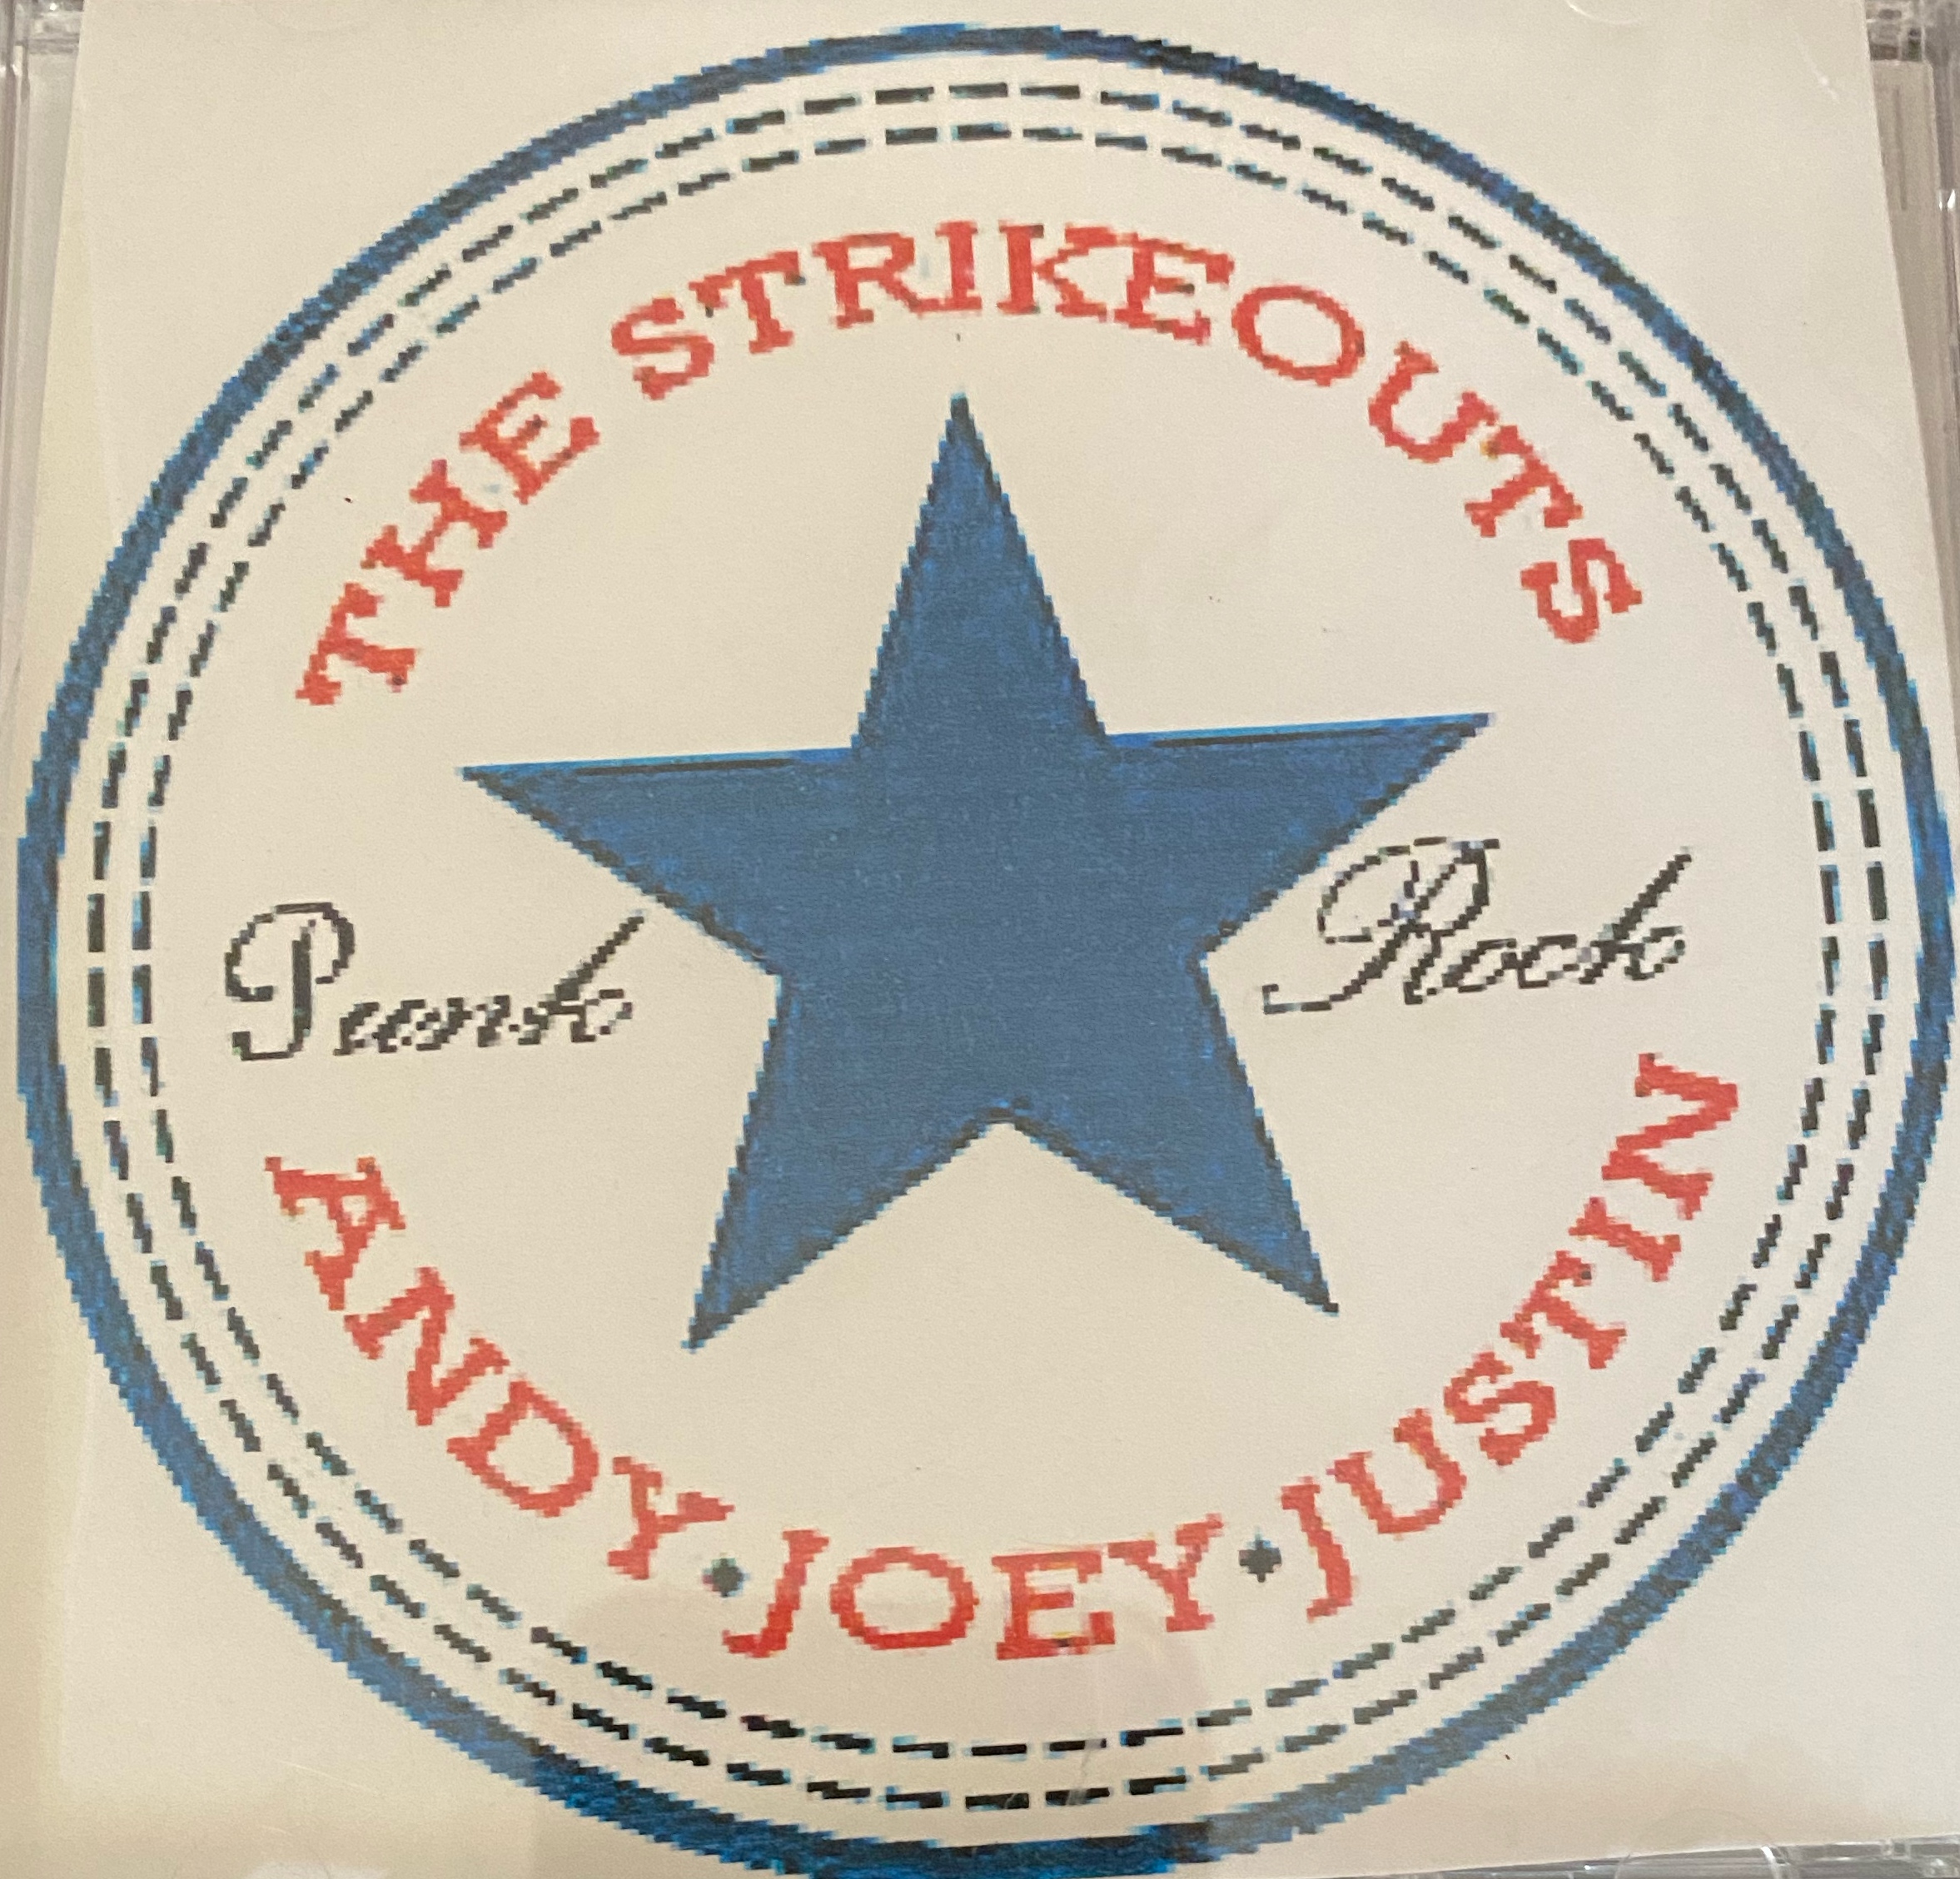 THE STRIKEOUTS
Punk Rock
ANDY•JOEY•JUSTIN